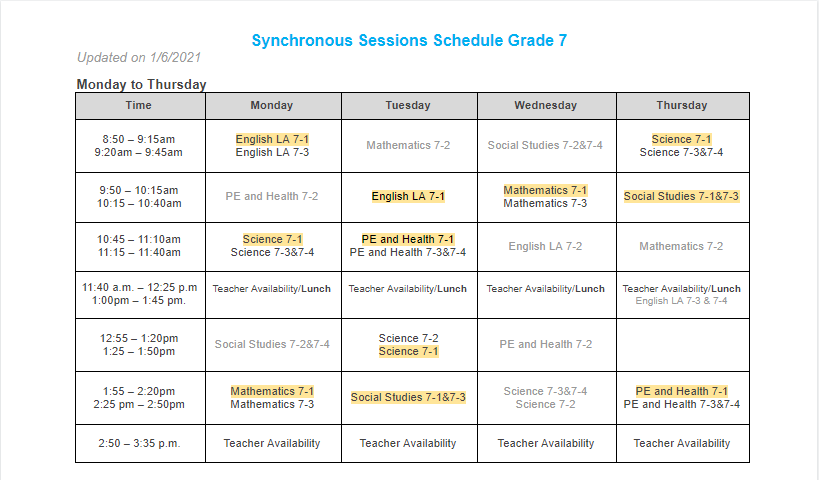 Synchronous Sessions Schedule Grade 7
Updated on 1/6/2021
Monday to Thursday
Time Monday Tuesday Wednesday Thursday
8:50 – 9:15am English LA 7-1 Mathematics 7-2 Social Studies 7-2&7-4 Science 7-1
9:20am – 9:45am English LA 7-3 Science 7-3&7-4
9:50 – 10:15am PE and Health 7-2 English LA 7-1 Mathematics 7-1 Social Studies 7-1&7-3
10:15 – 10:40am Mathematics 7-3
10:45 – 11:10am Science 7-1 PE and Health 7-1 English LA 7-2 Mathematics 7-2
11:15 – 11:40am Science 7-3&7-4 PE and Health 7-3&7-4
11:40 a.m. – 12:25 p.m Teacher Availability/Lunch Teacher Availability/Lunch Teacher Availability/Lunch Teacher Availability/Lunch
1:00pm – 1:45 pm. English LA 7-3 & 7-4
12:55 – 1:20pm Social Studies 7-2&7-4 Science 7-2 PE and Health 7-2
1:25 – 1:50pm Science 7-1
1:55 – 2:20pm Mathematics 7-1 Social Studies 7-1&7-3 Science 7-3&7-4 PE and Health 7-1
2:25 pm – 2:50pm Mathematics 7-3 Science 7-2 PE and Health 7-3&7-4
2:50 – 3:35 p.m. Teacher Availability Teacher Availability Teacher Availability Teacher Availability